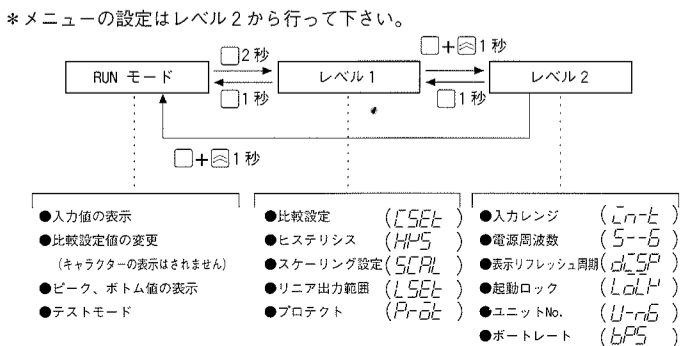 ＊メニューの設定はレベル２から行って下さい。
2秒
+ 1秒
RUN モード
レベル 1
レベル 2
1秒
1秒
+ 1秒
●入力値の表示
●比較設定値の変更
(キャラクターの表示はされません)
●ピーク、ボトム値の表示
●テストモード
●比較設定 (CSEt)
●ヒステリシス (HYS)
●スケーリング設定 (SCAL)
●リニア出力範囲 (LSEt)
●プロテクト (Prot)
●入力レンジ (in-t)
●電源周波数 (S--6)
●表示リフレッシュ周期 (diSP)
●起動ロック
●ユニットNo.
●ボートレート (bPS)